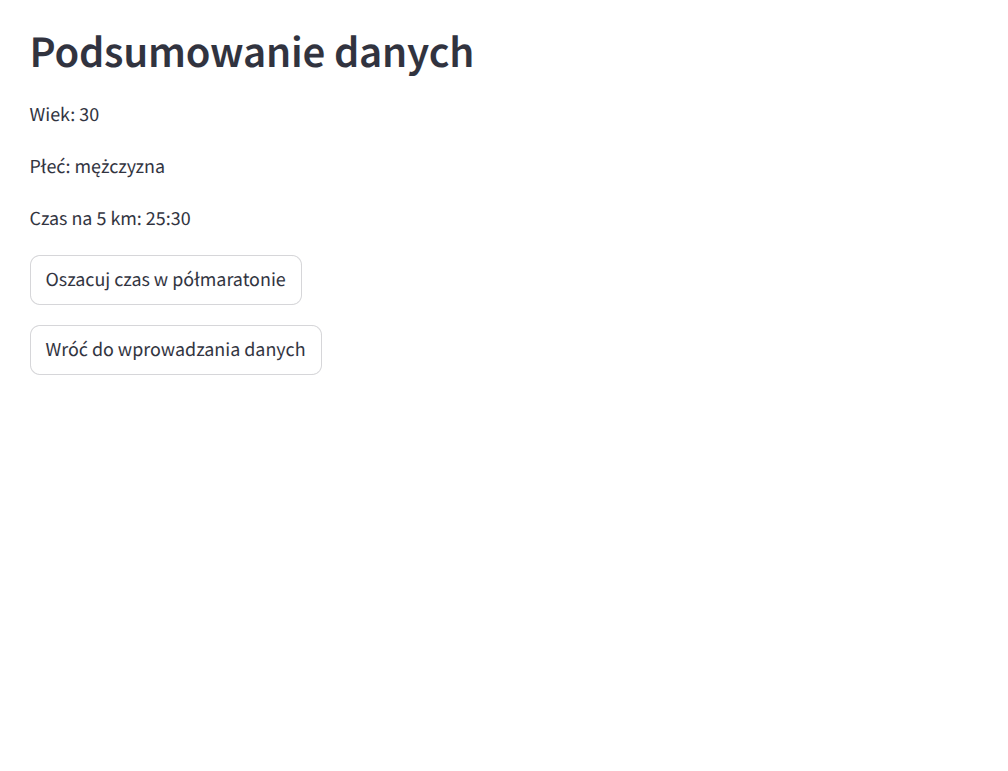 Podsumowanie danych
Wiek: 30
Płeć: mężczyzna
Czas na 5 km: 25:30
Oszacuj czas w półmaratonie
Wróć do wprowadzania danych